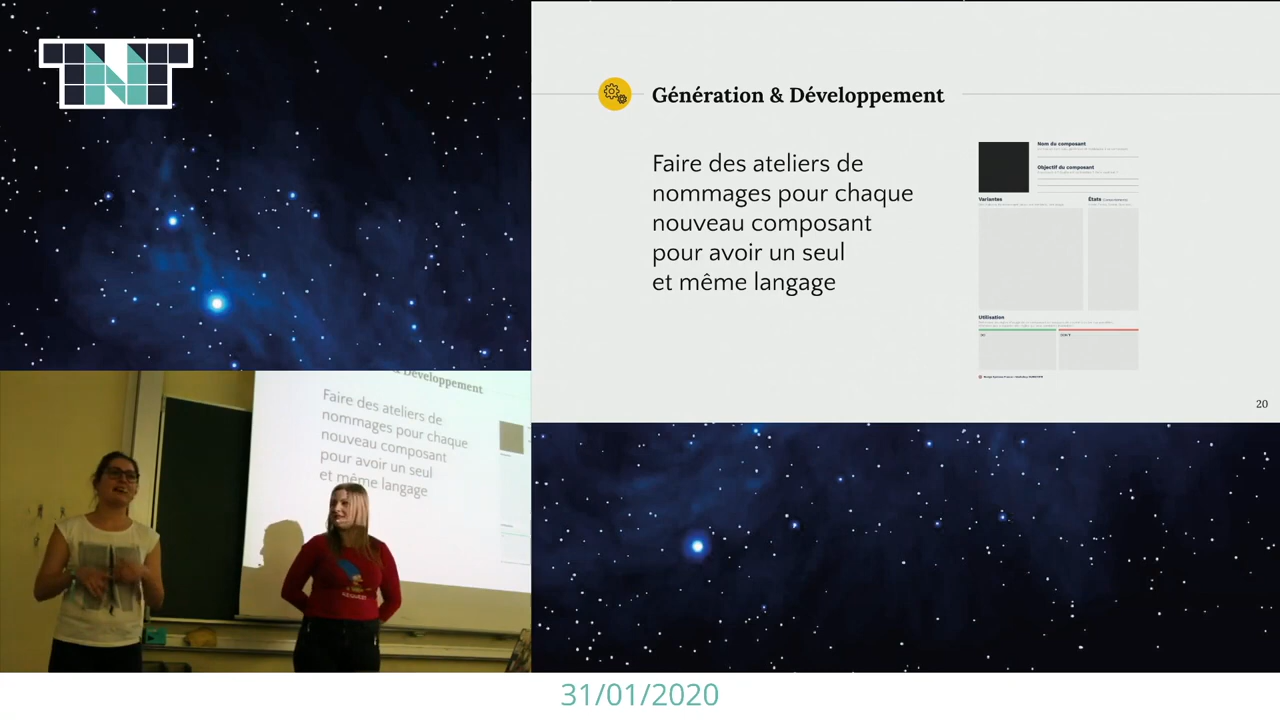 TNT
Génération & Développement
Faire des ateliers de
nommages pour chaque
nouveau composant
pour avoir un seul
et même langage
Nom du composant
Objectif du composant
Variantes
États
Utilisation
20
Développement
Faire des ateliers de
nommages pour chaque
nouveau composant
pour avoir un seul
et même langage
31/01/2020